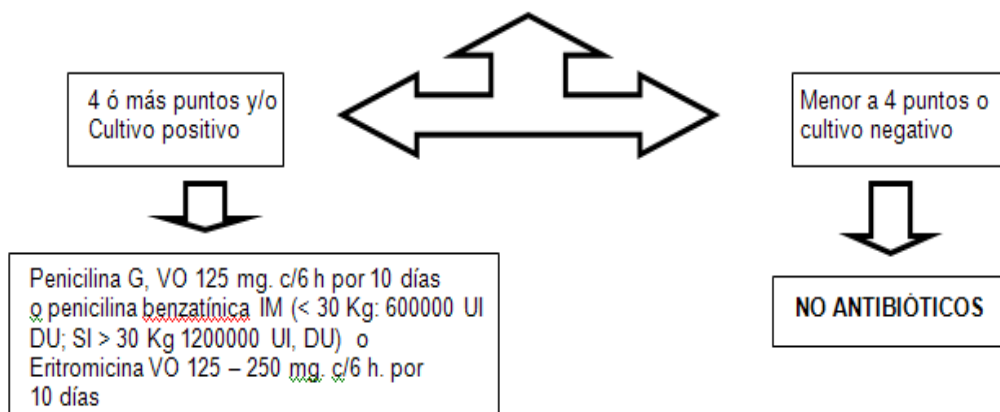 4 ó más puntos y/o
Cultivo positivo
Menor a 4 puntos o
cultivo negativo
Penicilina G, VO 125 mg. c/6 h por 10 días
o penicilina benzatínica IM (< 30 Kg: 600000 UI
DU; SI > 30 Kg 1200000 UI, DU) o
Eritromicina VO 125 – 250 mg. c/6 h. por
10 días
NO ANTIBIÓTICOS